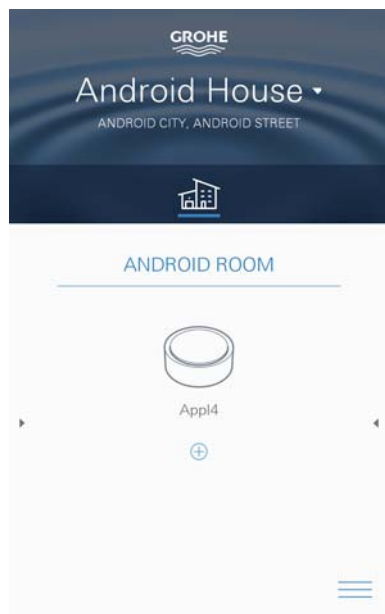 GROHE
Android House
ANDROID CITY, ANDROID STREET
ANDROID ROOM
Appl4